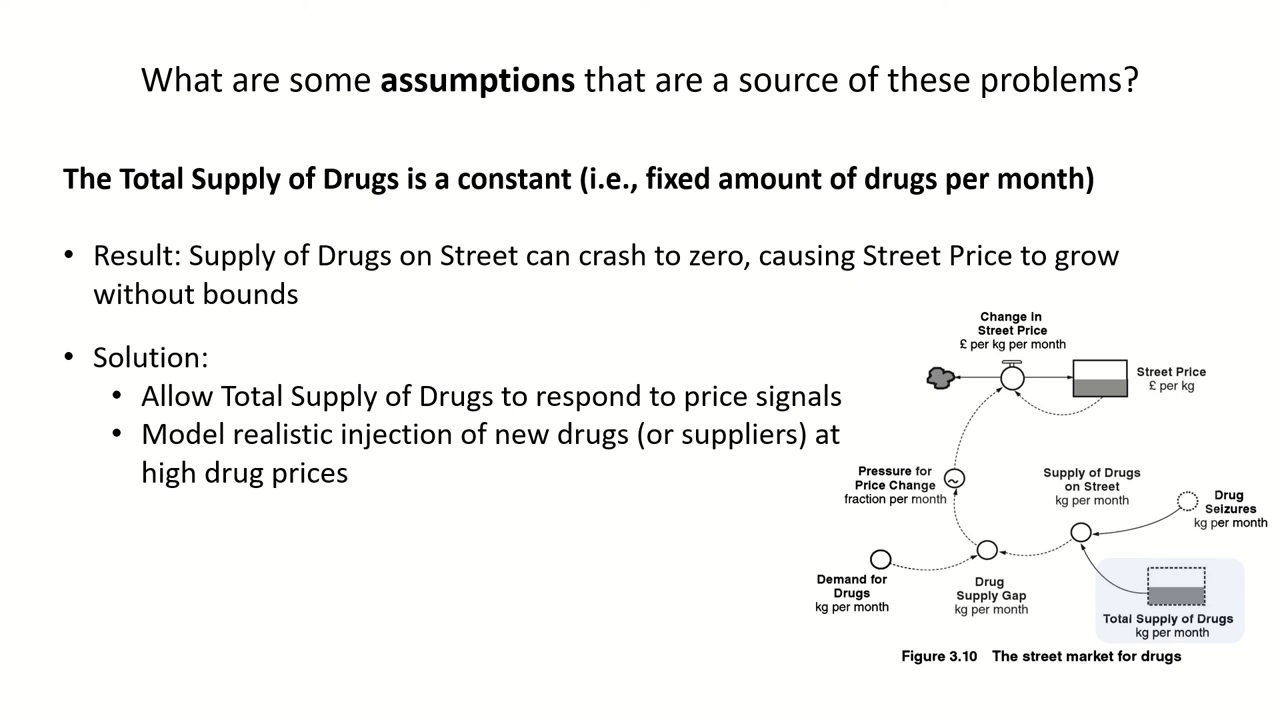 What are some assumptions that are a source of these problems?
The Total Supply of Drugs is a constant (i.e., fixed amount of drugs per month)
• Result: Supply of Drugs on Street can crash to zero, causing Street Price to grow
without bounds
• Solution:
• Allow Total Supply of Drugs to respond to price signals
• Model realistic injection of new drugs (or suppliers) at
high drug prices
Change in
Street Price
£ per kg per month
Street Price
£ per kg
Pressure for
Price Change
fraction per month
Supply of Drugs
on Street
kg per month
Drug
Seizures
kg per month
Demand for
Drugs
kg per month
Drug
Supply Gap
kg per month
Total Supply of Drugs
kg per month
Figure 3.10 The street market for drugs